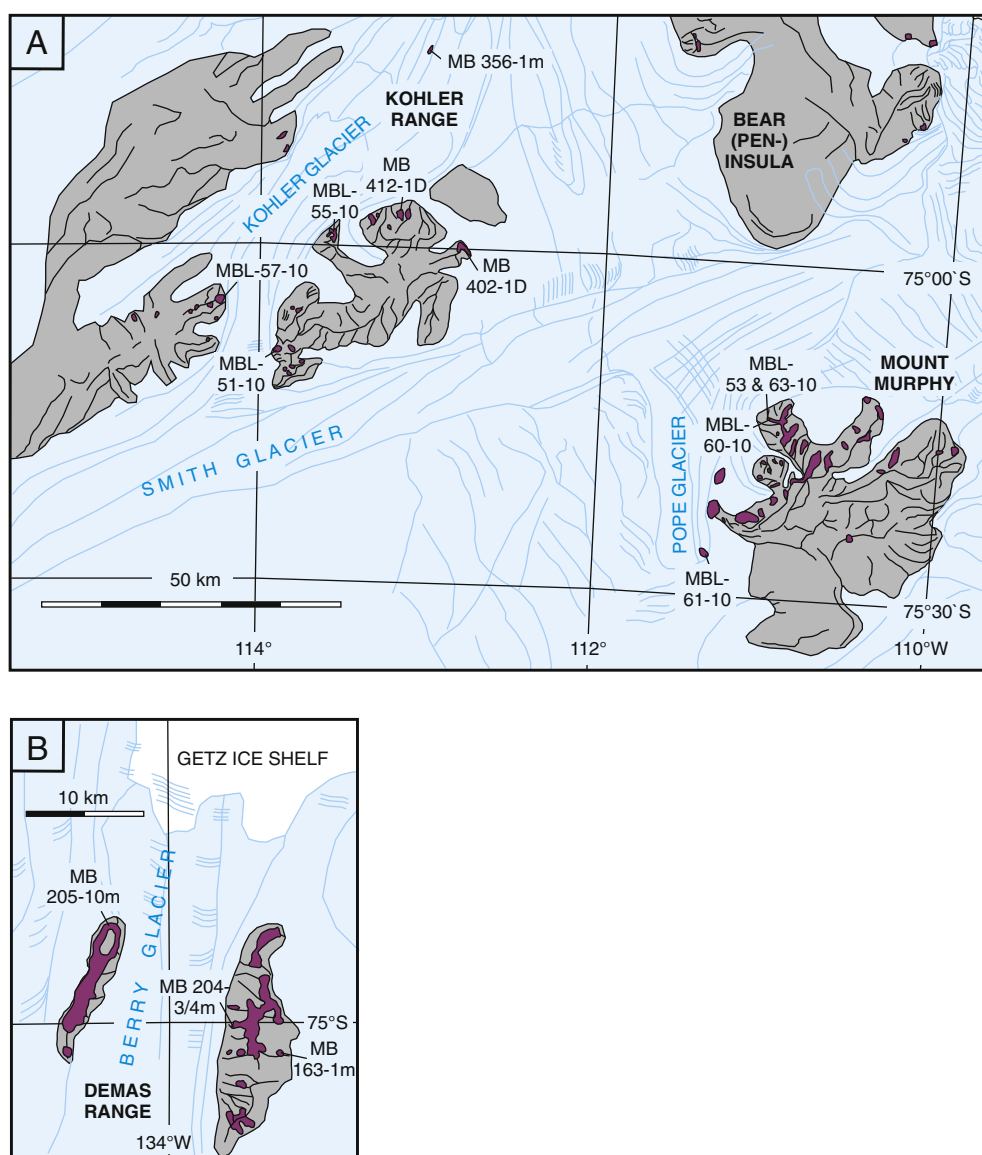 A
MB 356-1m
KOHLER
RANGE
BEAR
(PEN-)
INSULA
KOHLER GLACIER
MB
412-1D
MBL-
55-10
MBL-57-10
MB
402-1D
75°00`S
MBL-
51-10
MBL-
53 & 63-10
MOUNT
MURPHY
MBL-
60-10
SMITH GLACIER
POPE GLACIER
50 km
MBL-
61-10
75°30`S
114°
112°
110°W
B
GETZ ICE SHELF
10 km
MB
205-10m
BERRY GLACIER
MB 204-
3/4m
75°S
MB
163-1m
DEMAS
RANGE
134°W